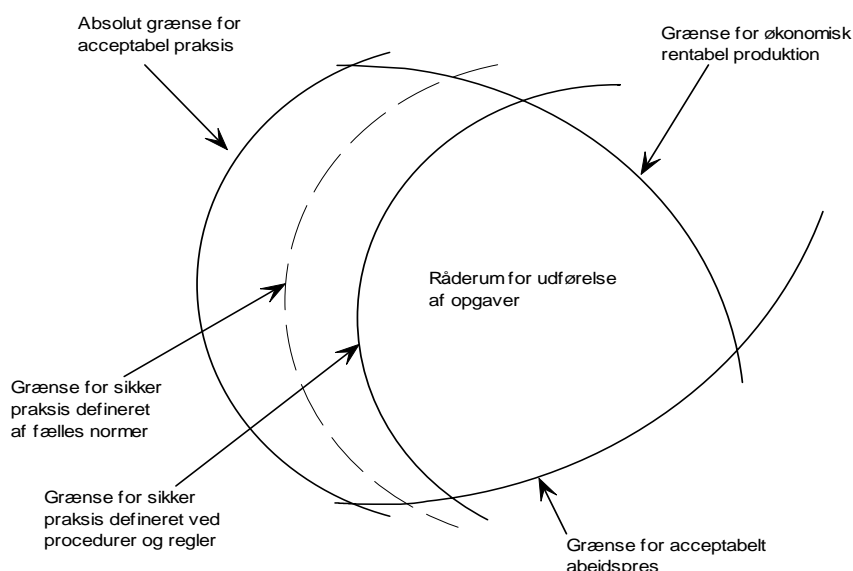 Absolut grænse for
acceptabel praksis
Grænse for økonomisk
rentabel produktion
Råderum for udførelse
af opgaver
Grænse for sikker
praksis defineret
af fælles normer
Grænse for sikker
praksis defineret ved
procedurer og regler
Grænse for acceptabelt
abejdspres